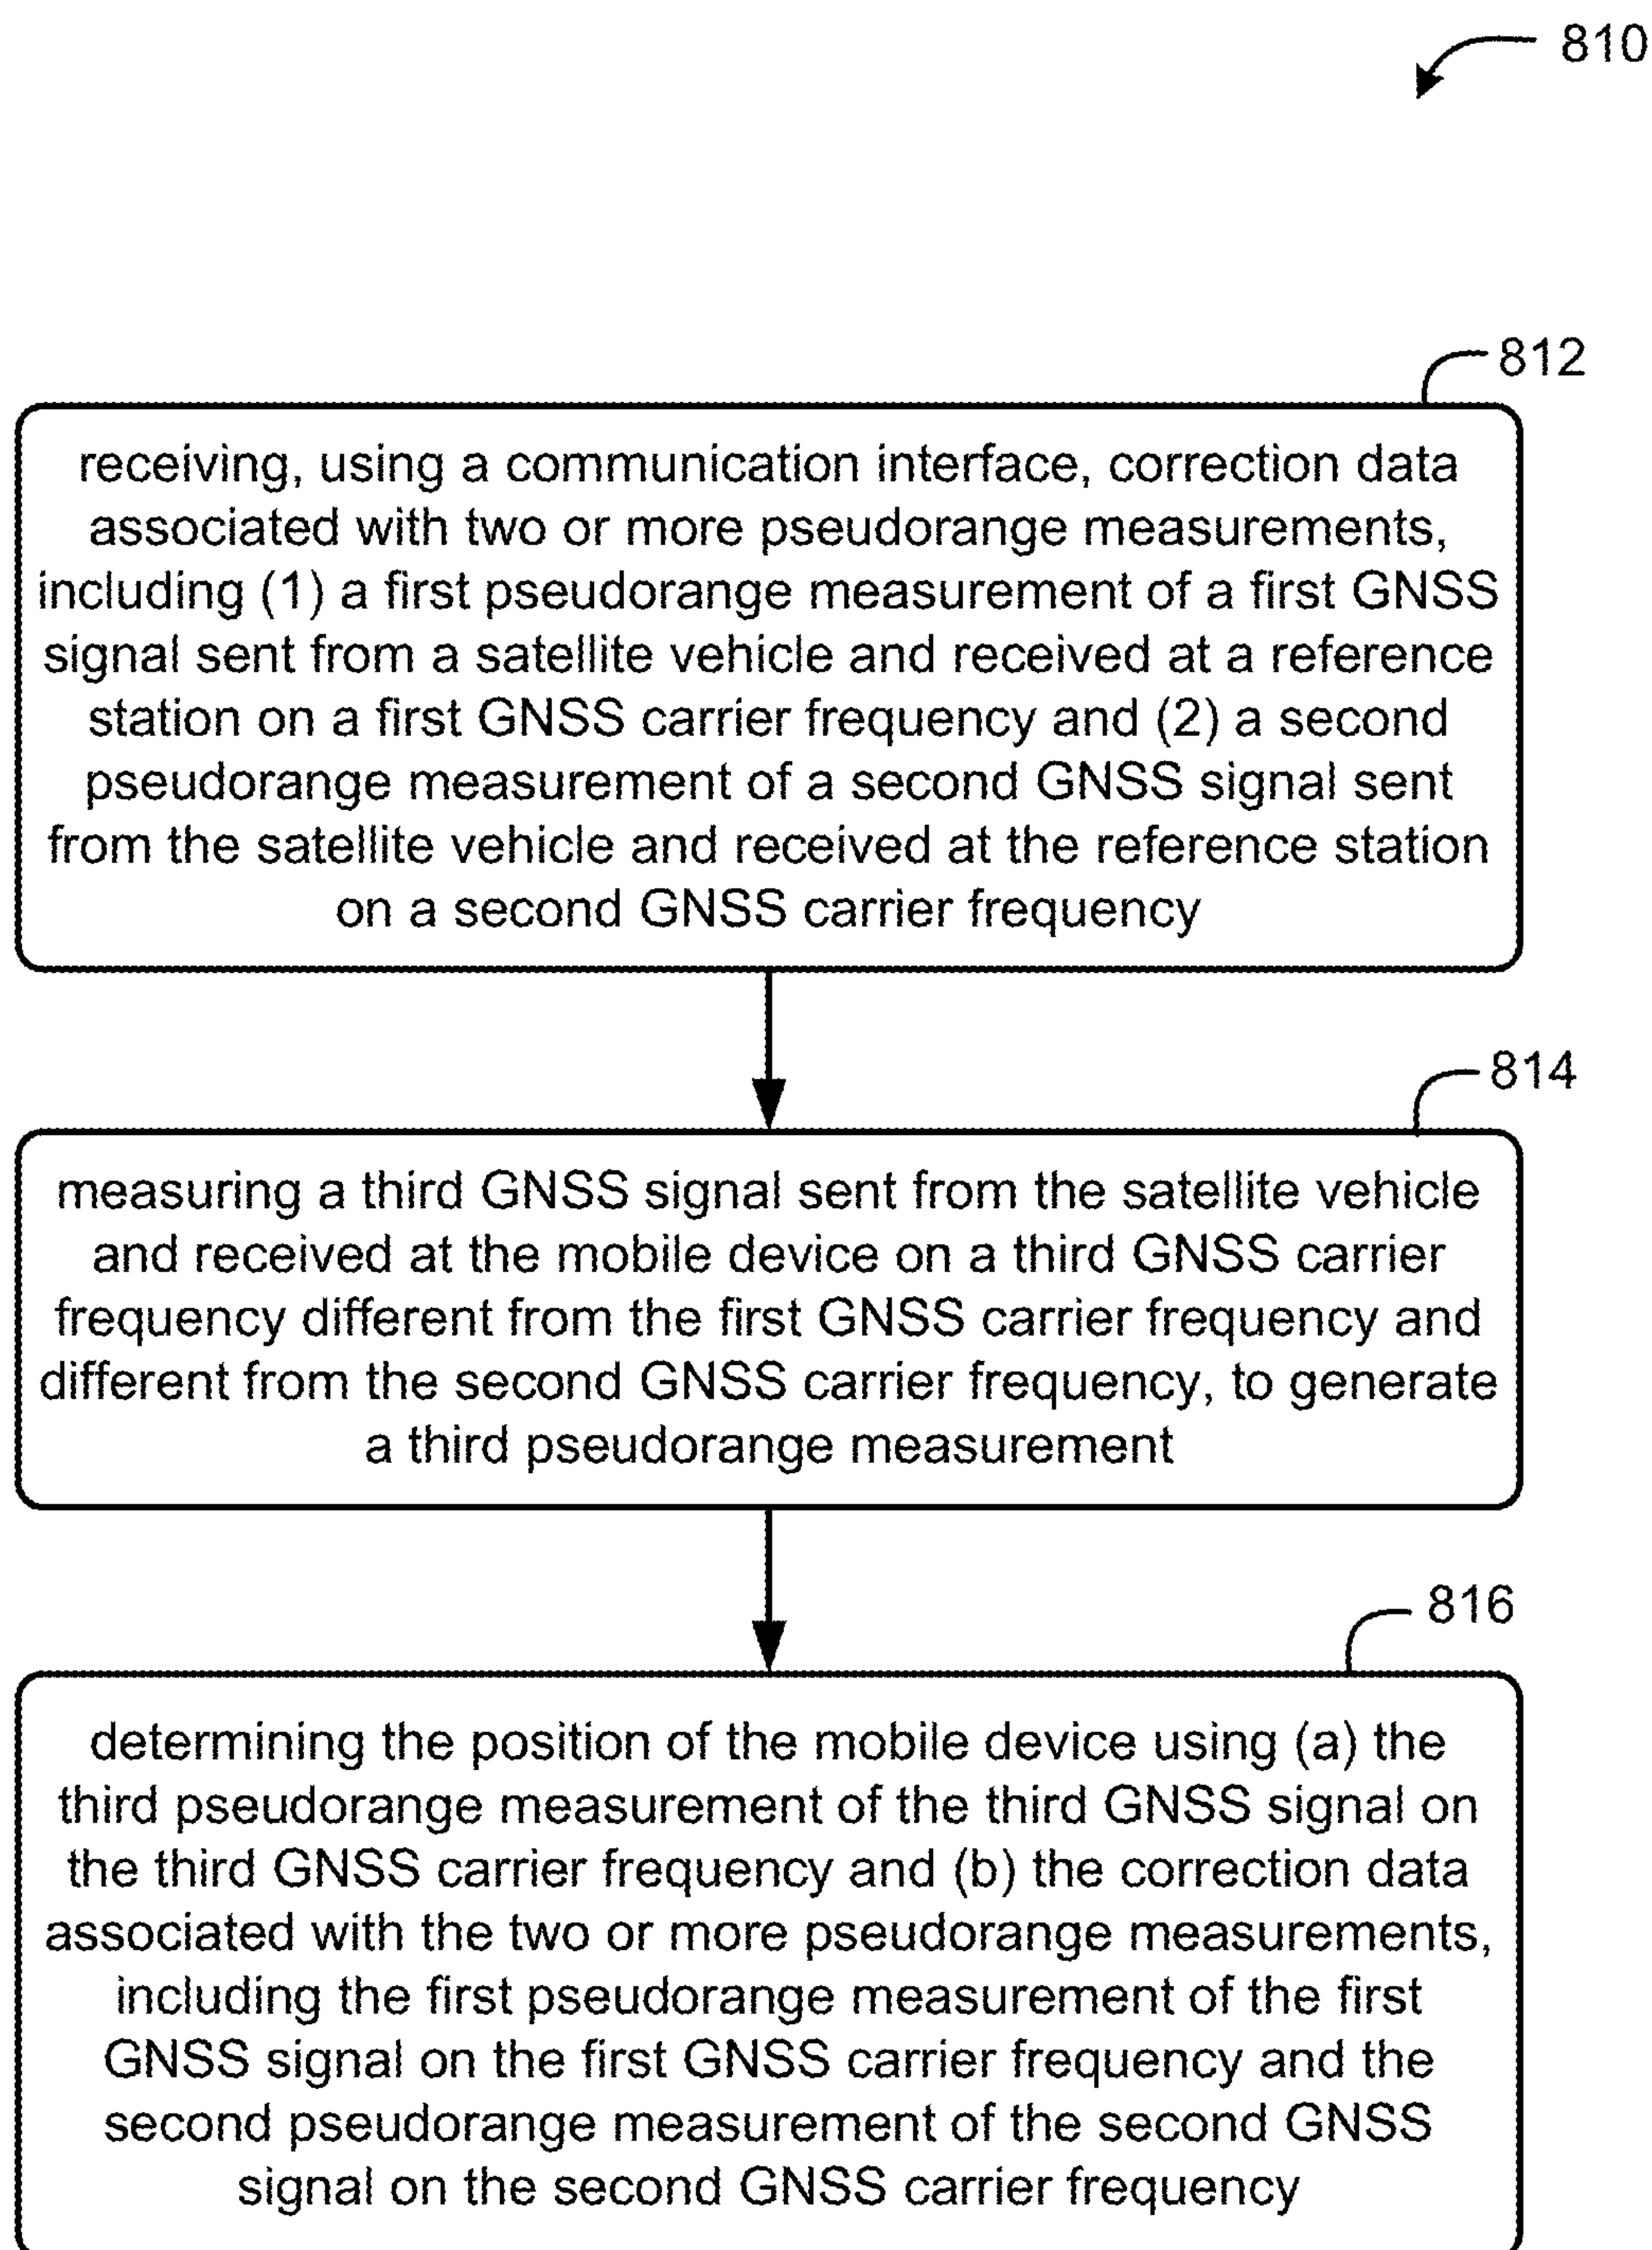 810
812
receiving, using a communication interface, correction data
associated with two or more pseudorange measurements,
including (1) a first pseudorange measurement of a first GNSS
signal sent from a satellite vehicle and received at a reference
station on a first GNSS carrier frequency and (2) a second
pseudorange measurement of a second GNSS signal sent
from the satellite vehicle and received at the reference station
on a second GNSS carrier frequency
814
measuring a third GNSS signal sent from the satellite vehicle
and received at the mobile device on a third GNSS carrier
frequency different from the first GNSS carrier frequency and
different from the second GNSS carrier frequency, to generate
a third pseudorange measurement
816
determining the position of the mobile device using (a) the
third pseudorange measurement of the third GNSS signal on
the third GNSS carrier frequency and (b) the correction data
associated with the two or more pseudorange measurements,
including the first pseudorange measurement of the first
GNSS signal on the first GNSS carrier frequency and the
second pseudorange measurement of the second GNSS
signal on the second GNSS carrier frequency